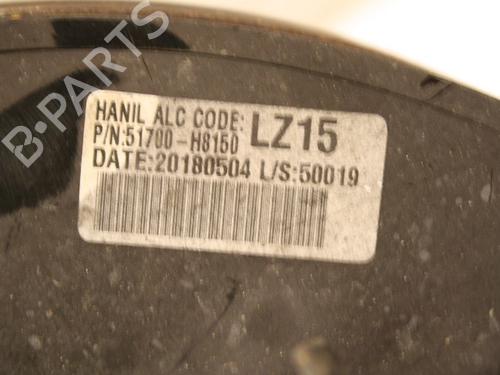 B-PARTS
HANIL ALC CODE: LZ15
P/N:51700-H8150
DATE:20180504 L/S:50019